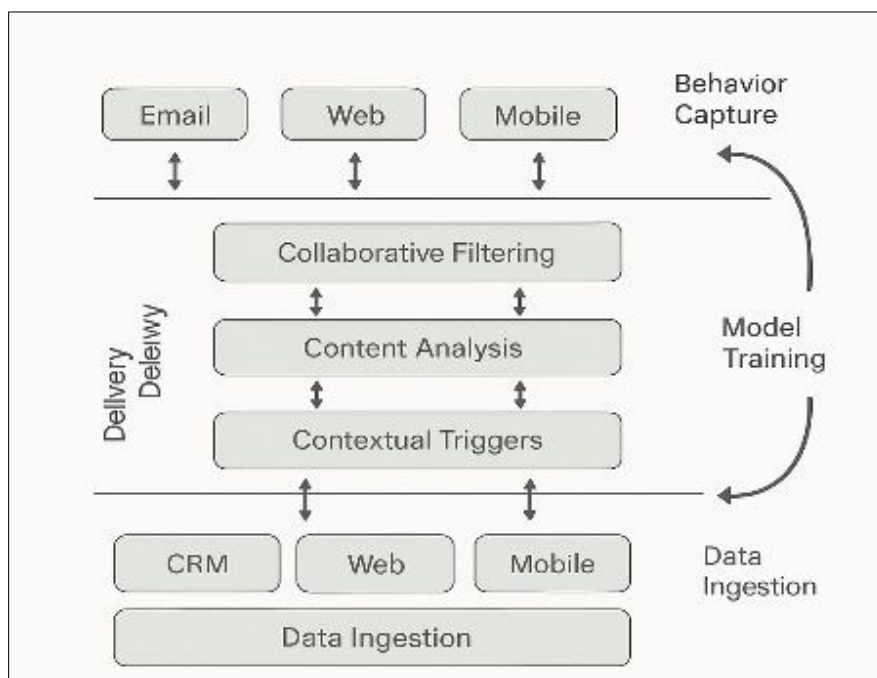 Email Web Mobile
Behavior
Capture
Collaborative Filtering
Content Analysis
Contextual Triggers
Delivery
Deleiwy
Model
Training
CRM Web Mobile
Data
Ingestion
Data Ingestion